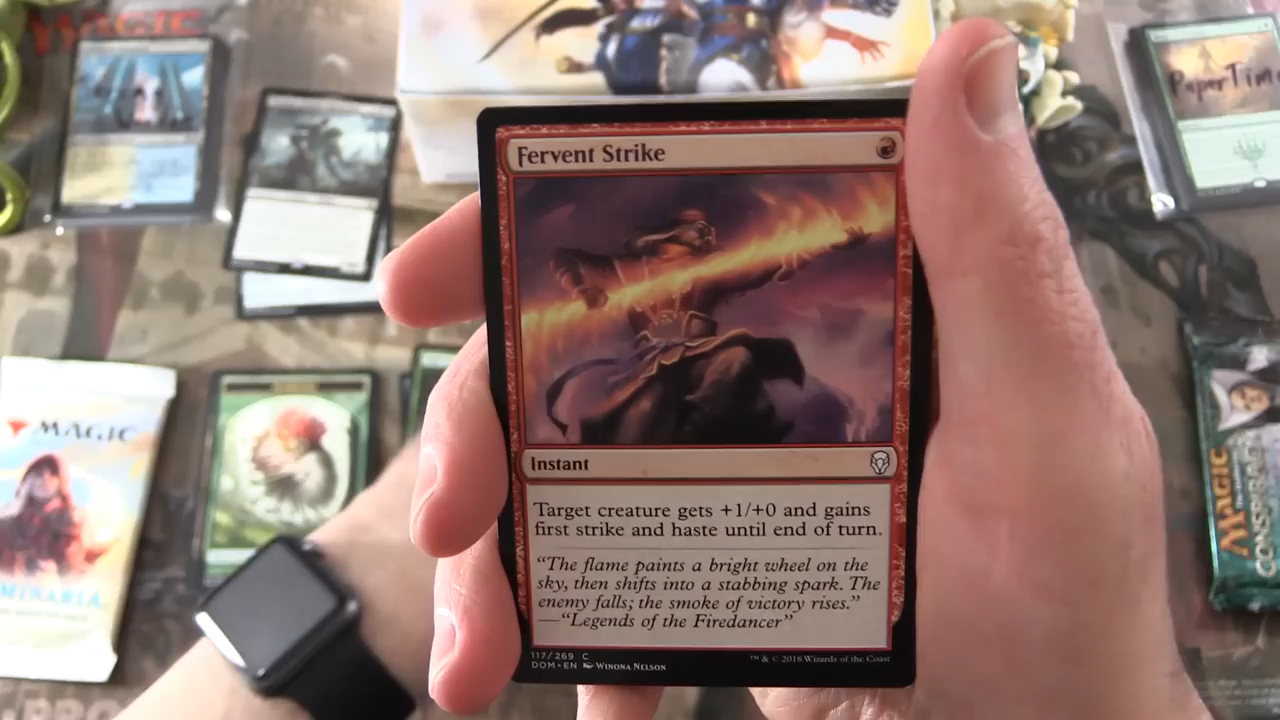 MAGIC
PaperTim
Fervent Strike
Instant
Target creature gets +1/+0 and gains
first strike and haste until end of turn.
“The flame paints a bright wheel on the
sky, then shifts into a stabbing spark. The
enemy falls; the smoke of victory rises.”
—“Legends of the Firedancer”
117/269 C
DOM • EN Winona Nelson
™ & © 2018 Wizards of the Coast
MAGIC
MINARIA
MAGIC
CONSPIRAC